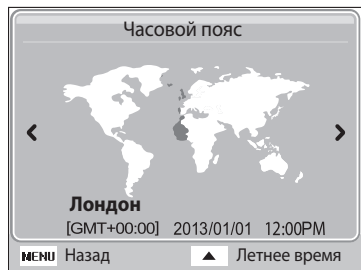 Часовой пояс
Лондон
[GMT+00:00] 2013/01/01 12:00PM
MENU Назад ▲ Летнее время